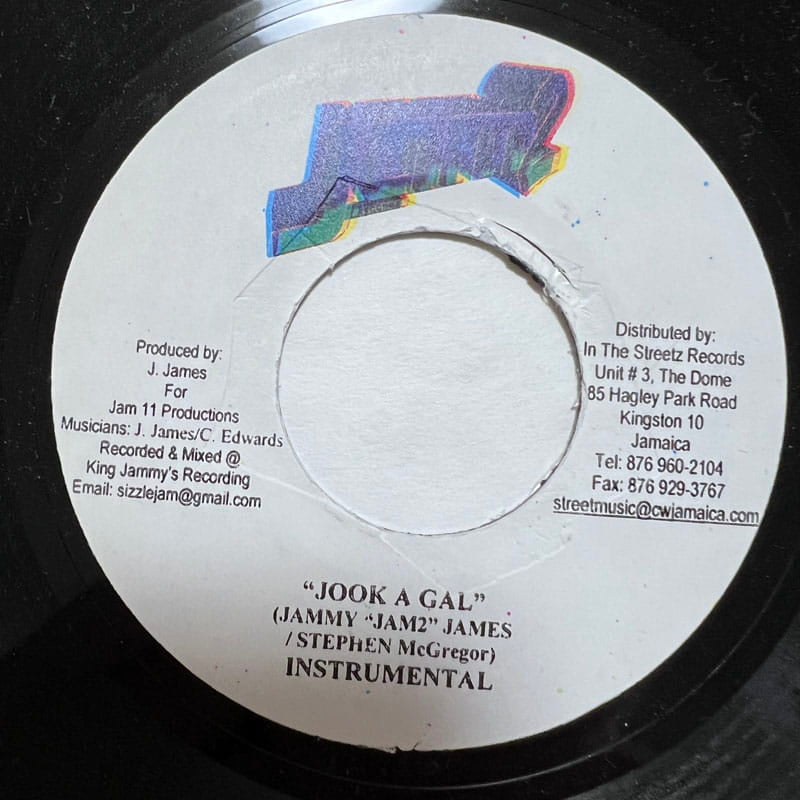 Produced by:
J. James
For
Jam 11 Productions
Musicians: J. James/C. Edwards
Recorded & Mixed @
King Jammy's Recording
Email: sizzlejam@gmail.com
Distributed by:
In The Streetz Records
Unit # 3, The Dome
85 Hagley Park Road
Kingston 10
Jamaica
Tel: 876 960-2104
Fax: 876 929-3767
streetmusic@cwjamaica.com
“JOOK A GAL”
(JAMMY “JAM2” JAMES
/ STEPHEN McGregor)
INSTRUMENTAL